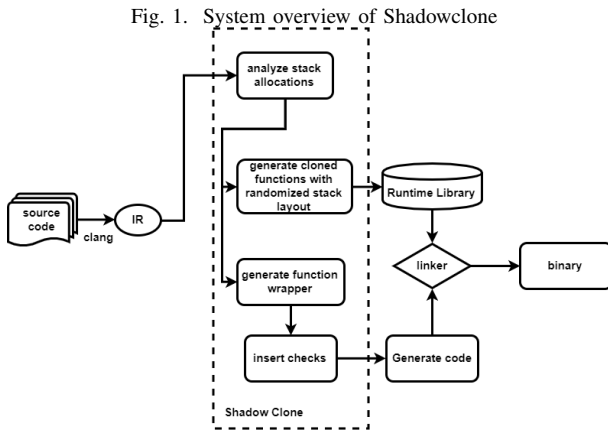 Fig. 1. System overview of Shadowclone
analyze stack
allocations
generate cloned
functions with
randomized stack
layout
Runtime Library
source
code
clang
IR
linker
binary
generate function
wrapper
insert checks
Generate code
Shadow Clone